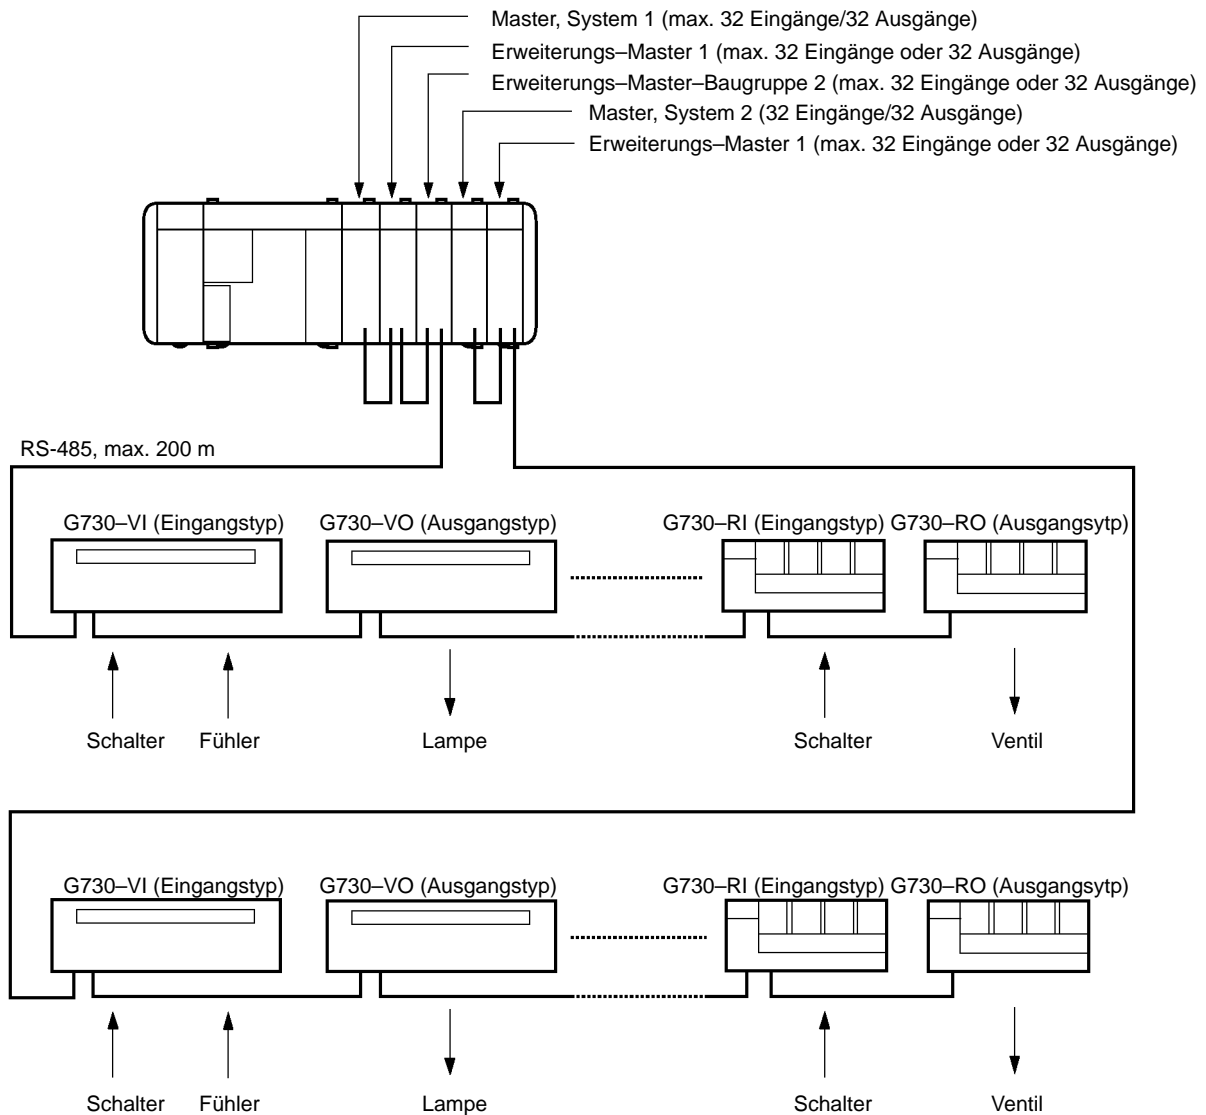 Master, System 1 (max. 32 Eingänge/32 Ausgänge)
Erweiterungs–Master 1 (max. 32 Eingänge oder 32 Ausgänge)
Erweiterungs–Master–Baugruppe 2 (max. 32 Eingänge oder 32 Ausgänge)
Master, System 2 (32 Eingänge/32 Ausgänge)
Erweiterungs–Master 1 (max. 32 Eingänge oder 32 Ausgänge)
RS-485, max. 200 m
G730–VI (Eingangstyp) G730–VO (Ausgangstyp) G730–RI (Eingangstyp) G730–RO (Ausgangsytp)
Schalter Fühler Lampe Schalter Ventil
G730–VI (Eingangstyp) G730–VO (Ausgangstyp) G730–RI (Eingangstyp) G730–RO (Ausgangsytp)
Schalter Fühler Lampe Schalter Ventil